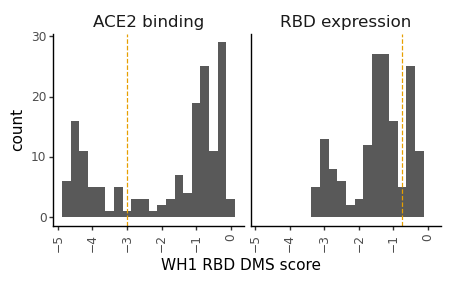 ACE2 binding RBD expression
30
20
10
0
count
−5 −4 −3 −2 −1 0 −5 −4 −3 −2 −1 0
WH1 RBD DMS score